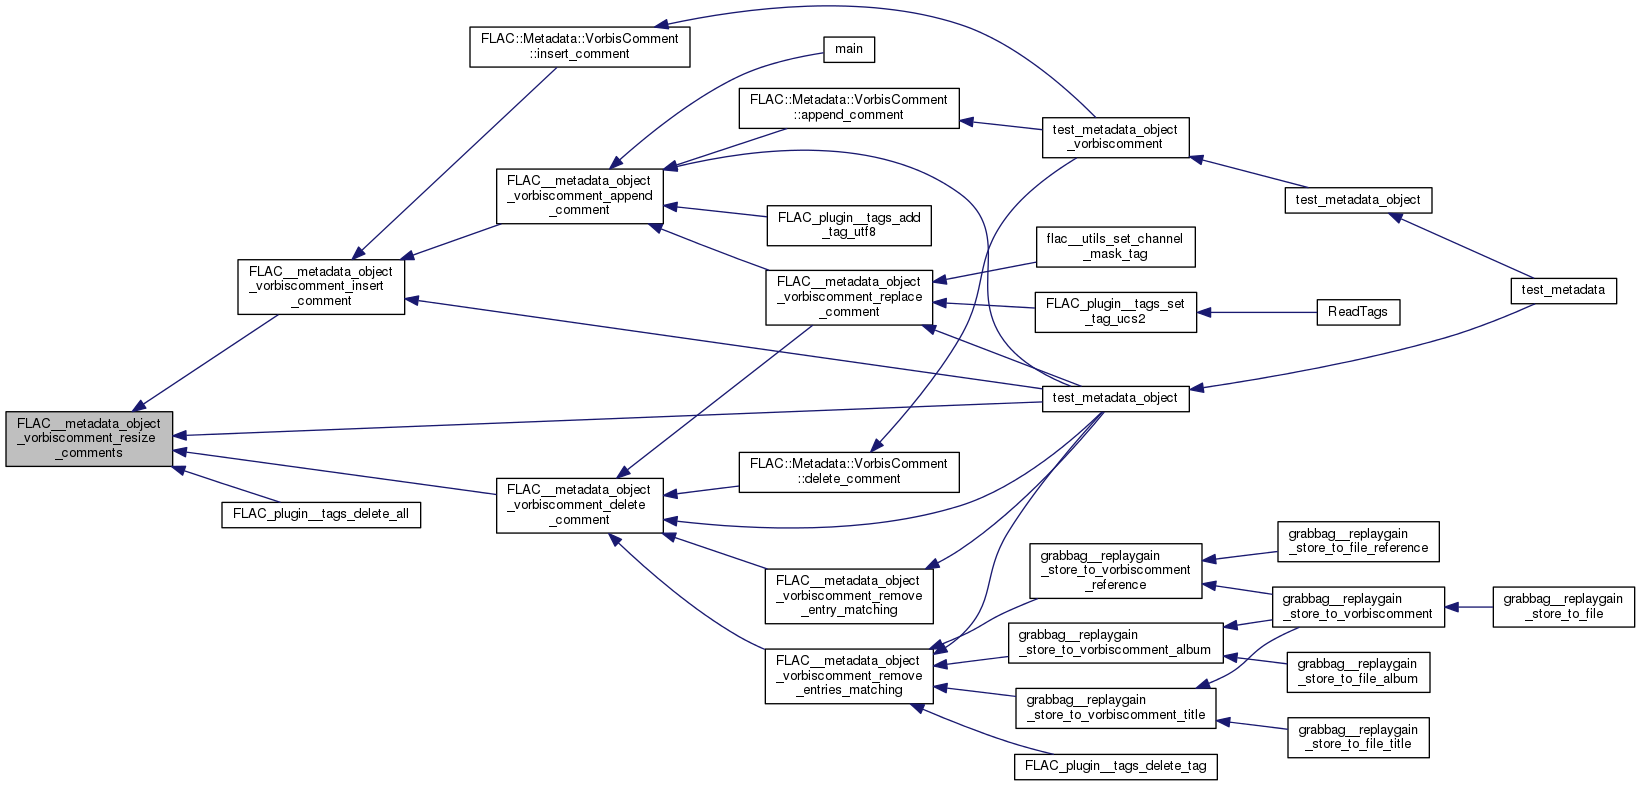 FLAC::Metadata::VorbisComment
::insert_comment
main
FLAC::Metadata::VorbisComment
::append_comment
test_metadata_object
_vorbiscomment
FLAC__metadata_object
_vorbiscomment_append
_comment
test_metadata_object
FLAC_plugin__tags_add
_tag_utf8
flac__utils_set_channel
_mask_tag
FLAC__metadata_object
_vorbiscomment_insert
_comment
FLAC__metadata_object
_vorbiscomment_replace
_comment
test_metadata
FLAC_plugin__tags_set
_tag_ucs2
ReadTags
test_metadata_object
FLAC__metadata_object
_vorbiscomment_resize
_comments
FLAC::Metadata::VorbisComment
::delete_comment
FLAC__metadata_object
_vorbiscomment_delete
_comment
FLAC_plugin__tags_delete_all
grabbag__replaygain
_store_to_file_reference
grabbag__replaygain
_store_to_vorbiscomment
_reference
FLAC__metadata_object
_vorbiscomment_remove
_entry_matching
grabbag__replaygain
_store_to_vorbiscomment
grabbag__replaygain
_store_to_file
grabbag__replaygain
_store_to_vorbiscomment_album
grabbag__replaygain
_store_to_file_album
FLAC__metadata_object
_vorbiscomment_remove
_entries_matching
grabbag__replaygain
_store_to_vorbiscomment_title
grabbag__replaygain
_store_to_file_title
FLAC_plugin__tags_delete_tag